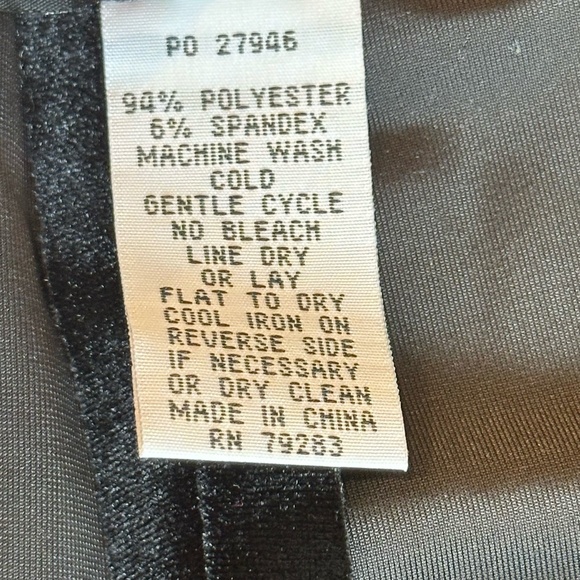 PO 27946
94% POLYESTER
6% SPANDEX
MACHINE WASH
COLD
GENTLE CYCLE
NO BLEACH
LINE DRY
OR LAY
FLAT TO DRY
COOL IRON ON
REVERSE SIDE
IF NECESSARY
OR DRY CLEAN
MADE IN CHINA
RN 79283